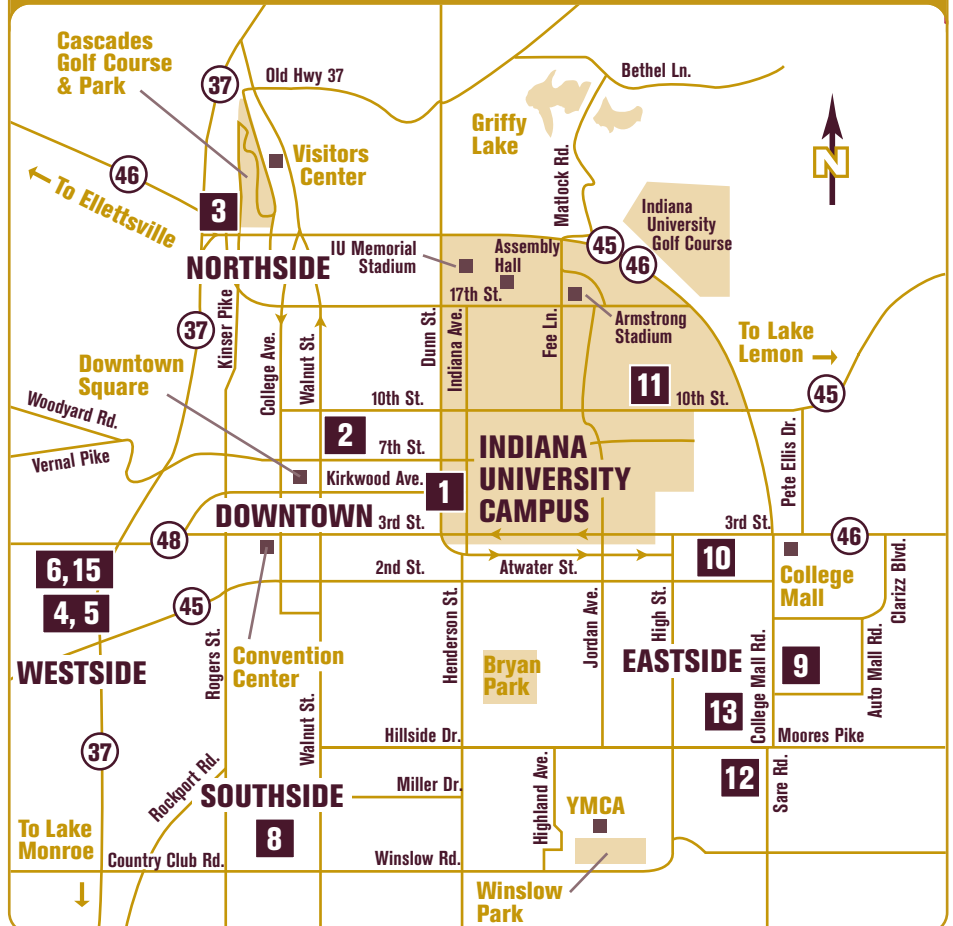 Cascades
Golf Course
& Park
37
Old Hwy 37
Bethel Ln.
Griffy
Lake
Matlock Rd.
N
Visitors
Center
46
To Ellettsville
3
Indiana
University
Golf Course
45
46
NORTHSIDE
IU Memorial
Stadium
Assembly
Hall
17th St.
Armstrong
Stadium
37
Kinser Pike
College Ave.
Walnut St.
Dunn St.
Indiana Ave.
Fee Ln.
To Lake
Lemon
Downtown
Square
11
10th St.
10th St.
45
Woodyard Rd.
Vernal Pike
2
7th St.
INDIANA
UNIVERSITY
CAMPUS
Pete Ellis Dr.
Kirkwood Ave.
1
DOWNTOWN
3rd St.
3rd St.
48
46
6, 15
4, 5
2nd St.
Atwater St.
10
College
Mall
Clarizz Blvd.
45
WESTSIDE
Rogers St.
Convention
Center
Walnut St.
Henderson St.
Bryan
Park
Jordan Ave.
High St.
EASTSIDE
College Mall Rd.
9
Auto Mall Rd.
13
37
Hillside Dr.
Moores Pike
Rockport Rd.
SOUTHSIDE
Miller Dr.
Highland Ave.
YMCA
12
Sare Rd.
8
To Lake
Monroe
Country Club Rd.
Winslow Rd.
Winslow
Park